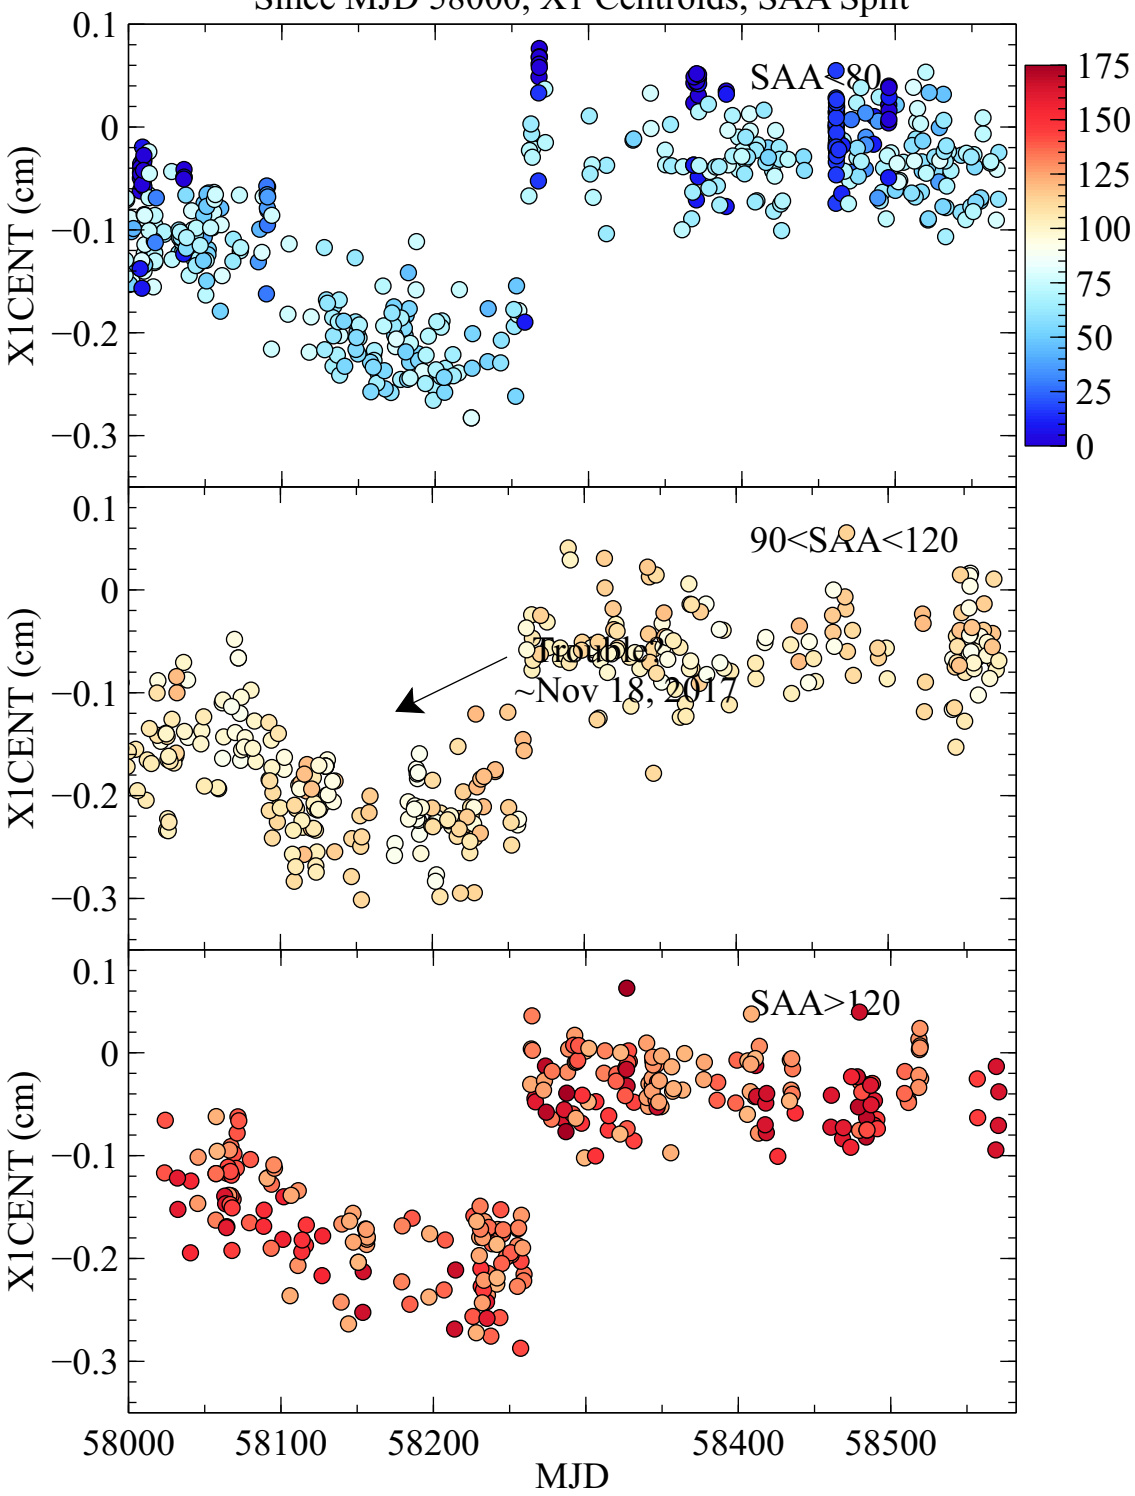 Since MJD 58000, X1 Centroids, SAA Split
0.1
0
−0.1
−0.2
−0.3
X1CENT (cm)
SAA<80
175
150
125
100
75
50
25
0
0.1
0
−0.1
−0.2
−0.3
X1CENT (cm)
90<SAA<120
Trouble?
~Nov 18, 2017
0.1
0
−0.1
−0.2
−0.3
X1CENT (cm)
SAA>120
58000 58100 58200 58400 58500
MJD